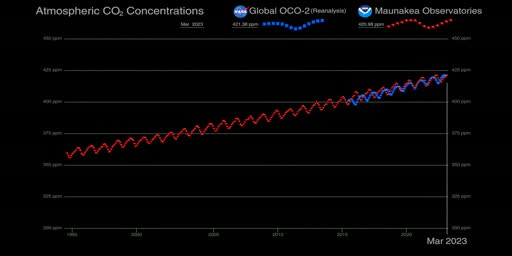 Atmospheric CO₂ Concentrations
NASA Global OCO-2 (Reanalysis)
Maunakea Observatories
Mar 2023
421.36 ppm
420.98 ppm
450 ppm 450 ppm
425 ppm 425 ppm
400 ppm 400 ppm
375 ppm 375 ppm
350 ppm 350 ppm
325 ppm 325 ppm
300 ppm 300 ppm
1995 2000 2005 2010 2015 2020
Mar 2023